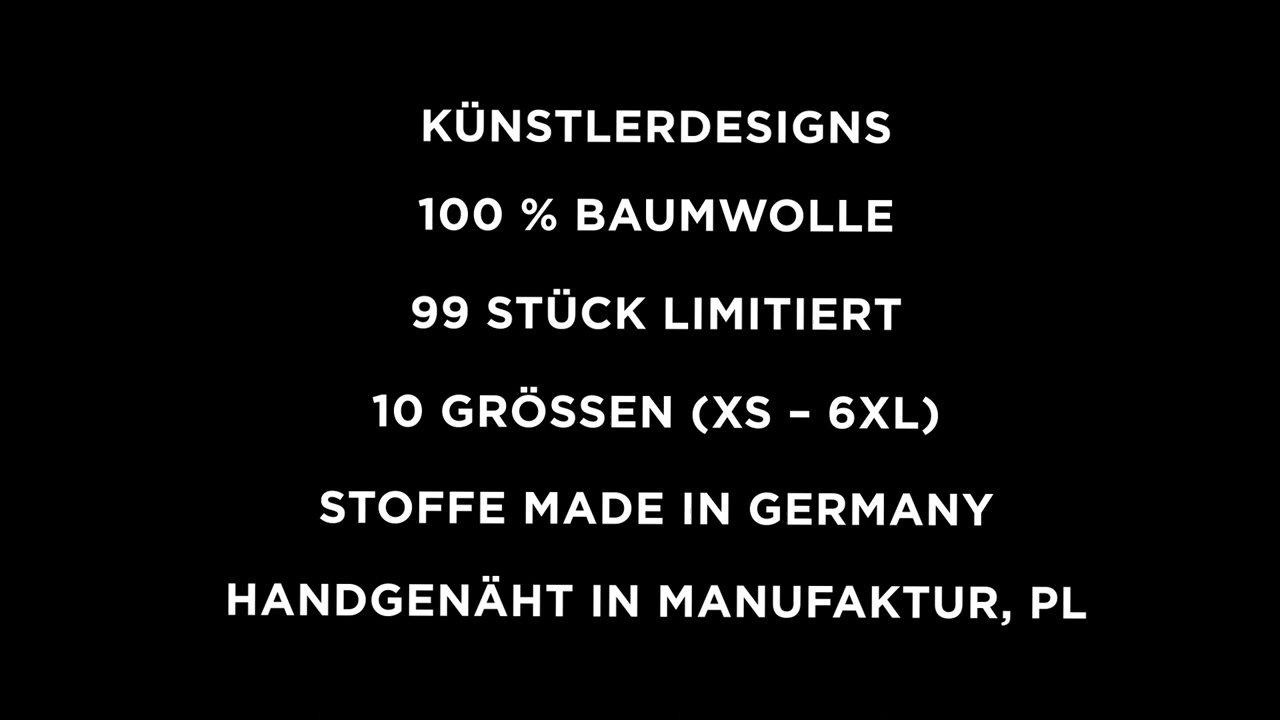 KÜNSTLERDESIGNS
100 % BAUMWOLLE
99 STÜCK LIMITIERT
10 GRÖSSEN (XS – 6XL)
STOFFE MADE IN GERMANY
HANDGENÄHT IN MANUFAKTUR, PL